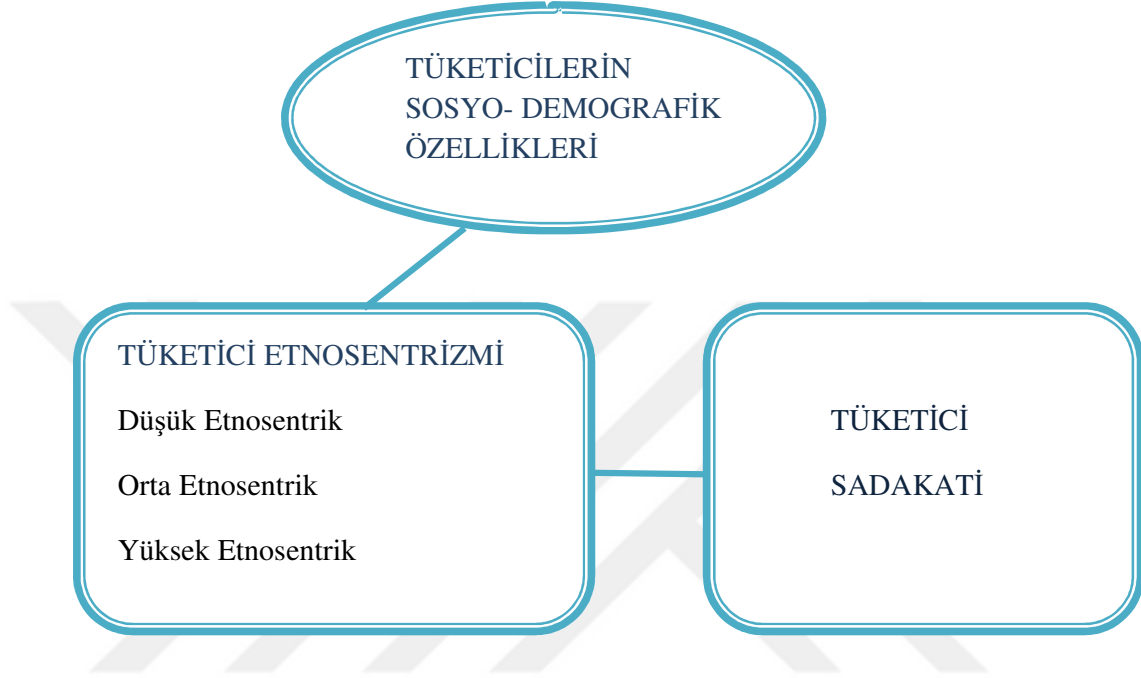 TÜKETİCİLERİN
SOSYO- DEMOGRAFİK
ÖZELLİKLERİ
TÜKETİCİ ETNOSENTRİZMİ
Düşük Etnosentrik
Orta Etnosentrik
Yüksek Etnosentrik
TÜKETİCİ
SADAKATİ